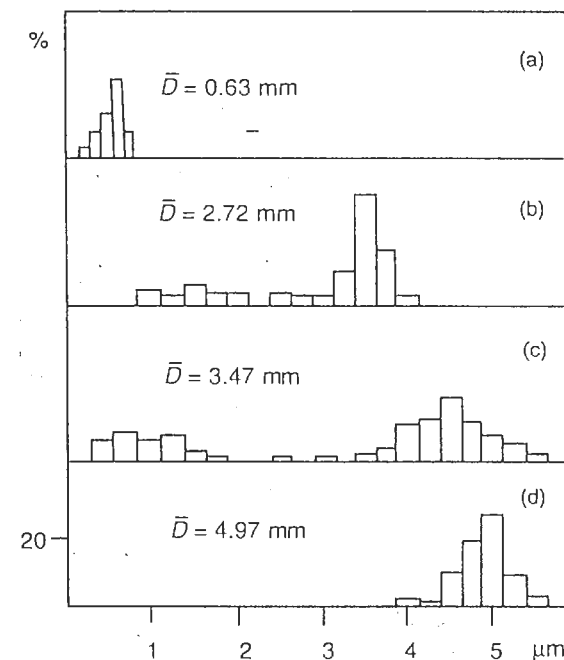 %
(a)
D̅ = 0.63 mm
(b)
D̅ = 2.72 mm
(c)
D̅ = 3.47 mm
(d)
D̅ = 4.97 mm
20
1 2 3 4 5 μm